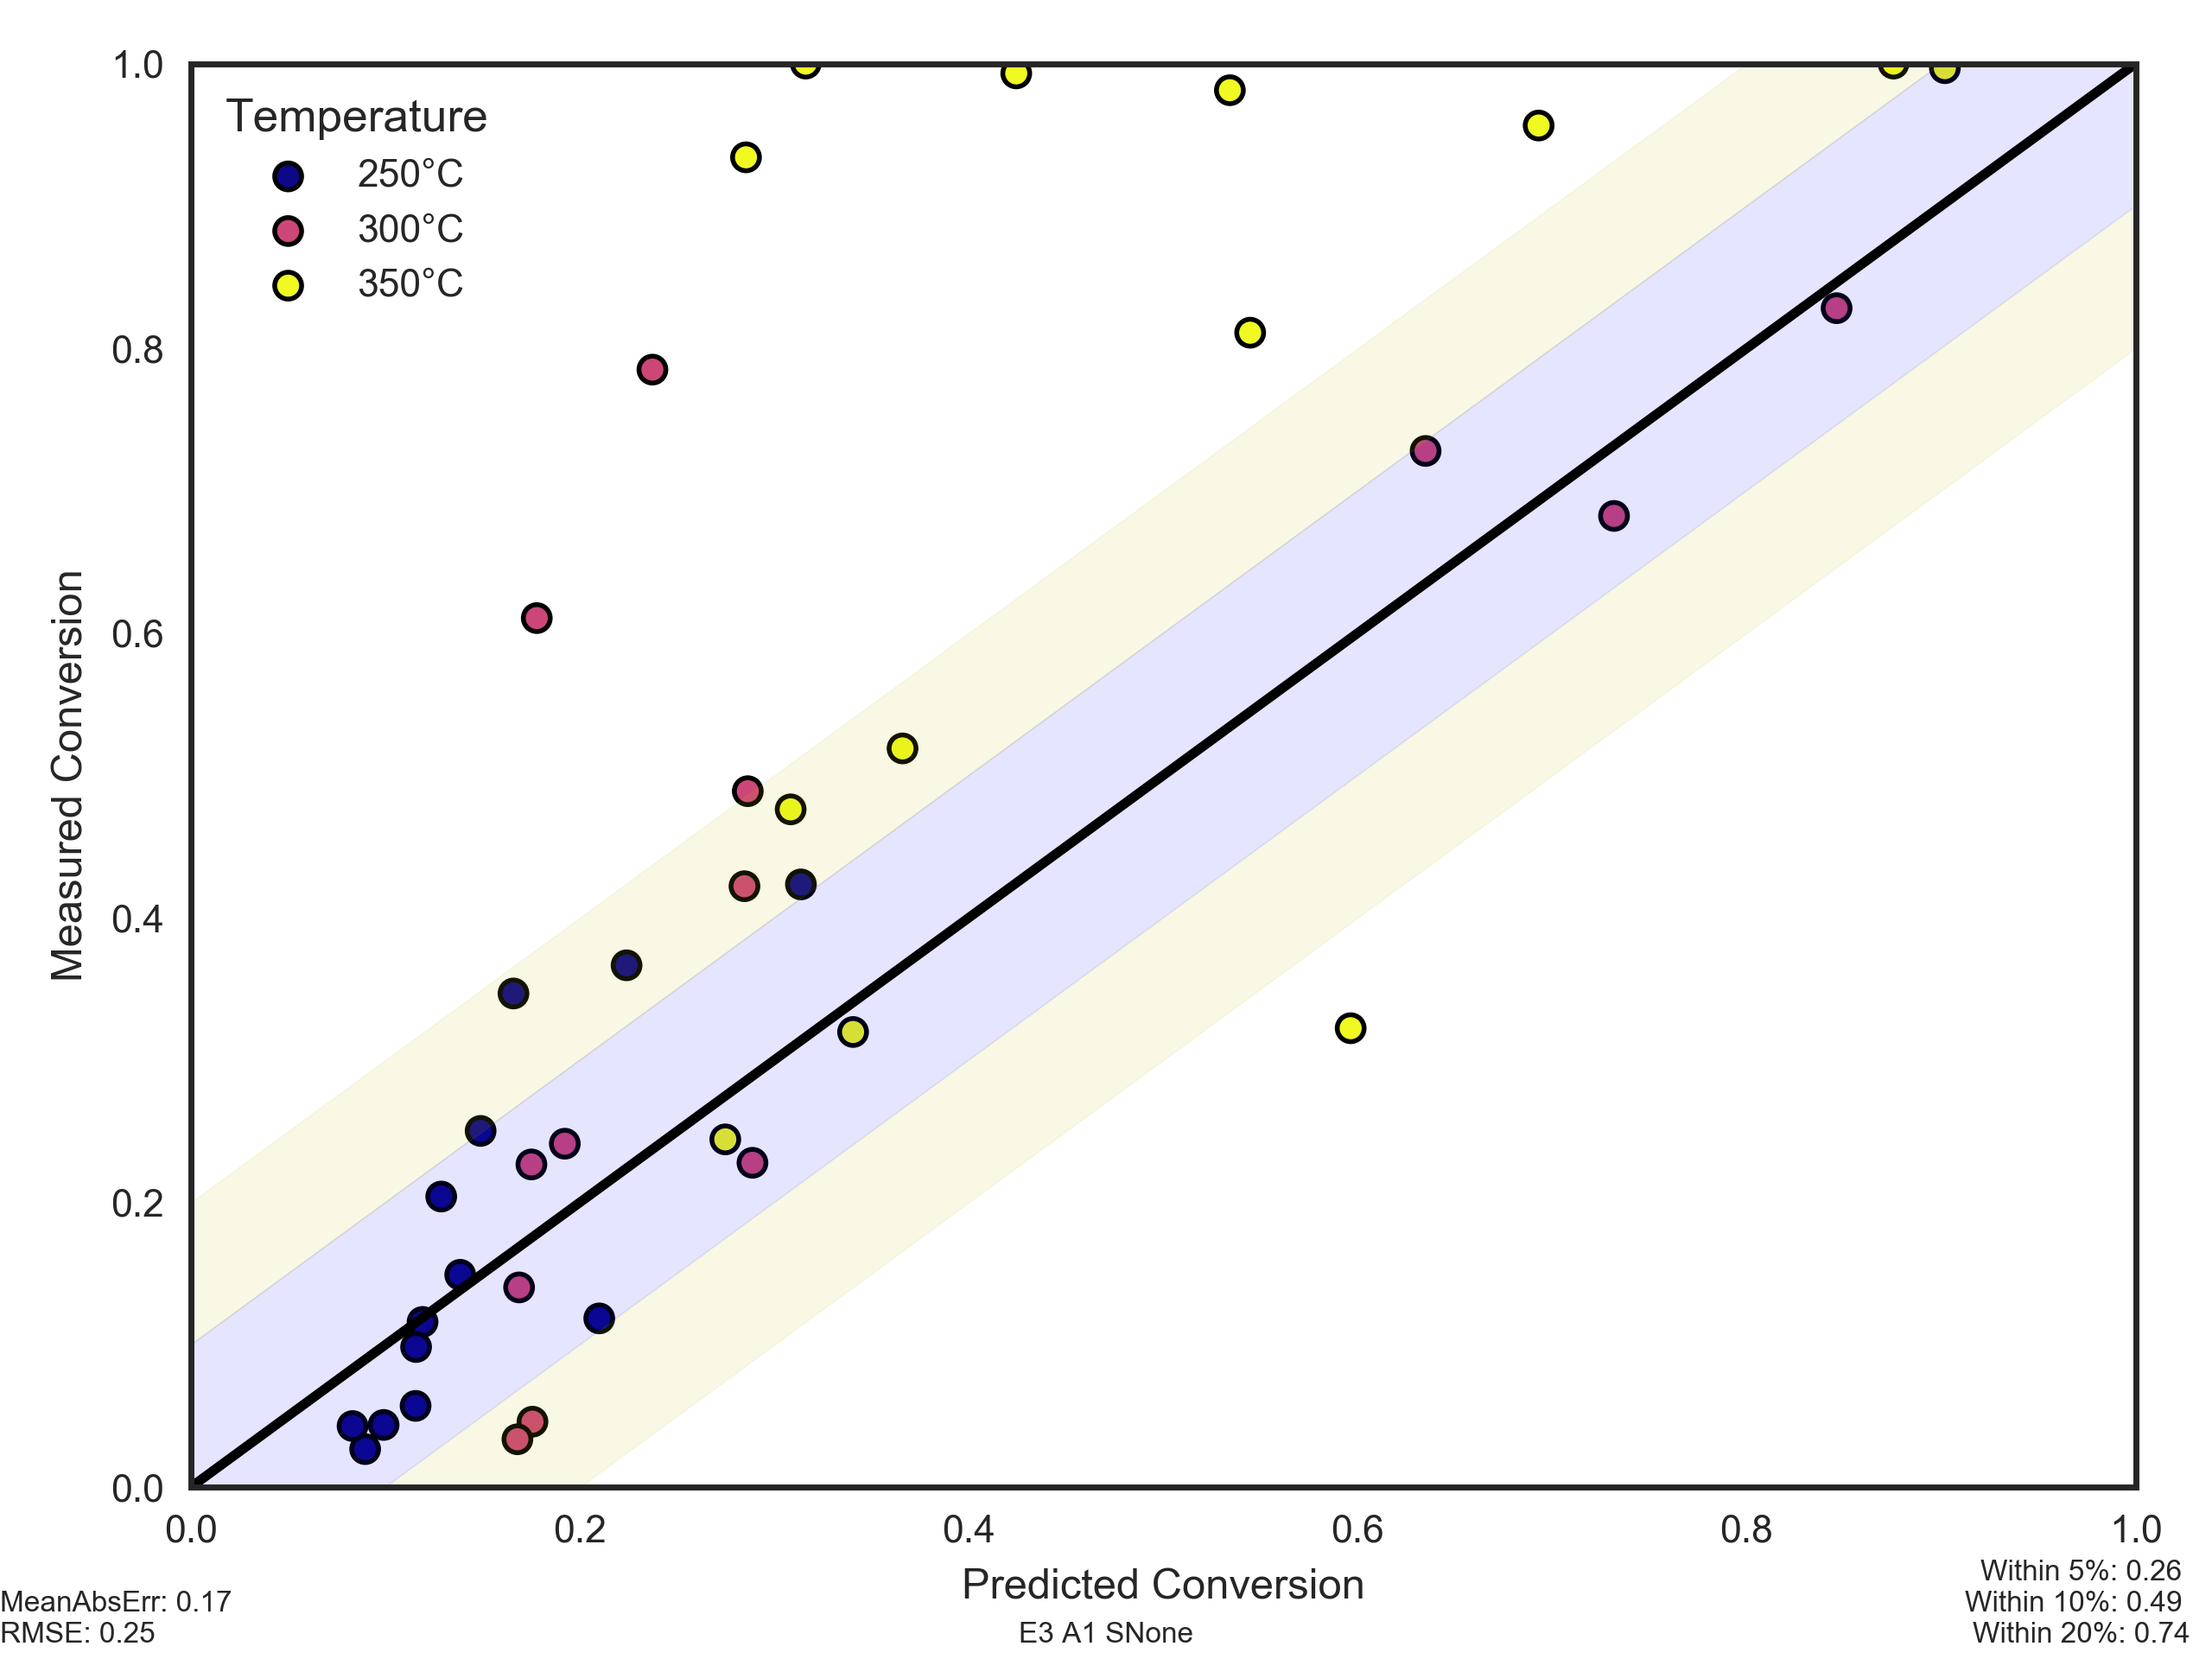 1.0
Temperature
250°C
300°C
350°C
0.8
0.6
0.4
0.2
0.0
Measured Conversion
0.0 0.2 0.4 0.6 0.8 1.0
Predicted Conversion
E3 A1 SNone
MeanAbsErr: 0.17
RMSE: 0.25
Within 5%: 0.26
Within 10%: 0.49
Within 20%: 0.74